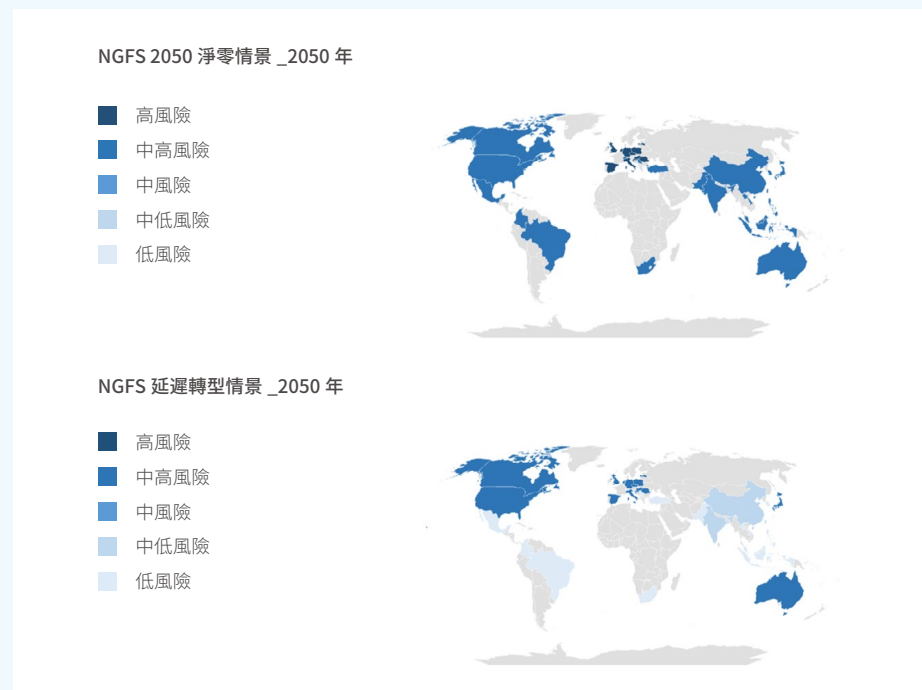 NGFS 2050 淨零情景 _2050 年
高風險
中高風險
中風險
中低風險
低風險
NGFS 延遲轉型情景 _2050 年
高風險
中高風險
中風險
中低風險
低風險